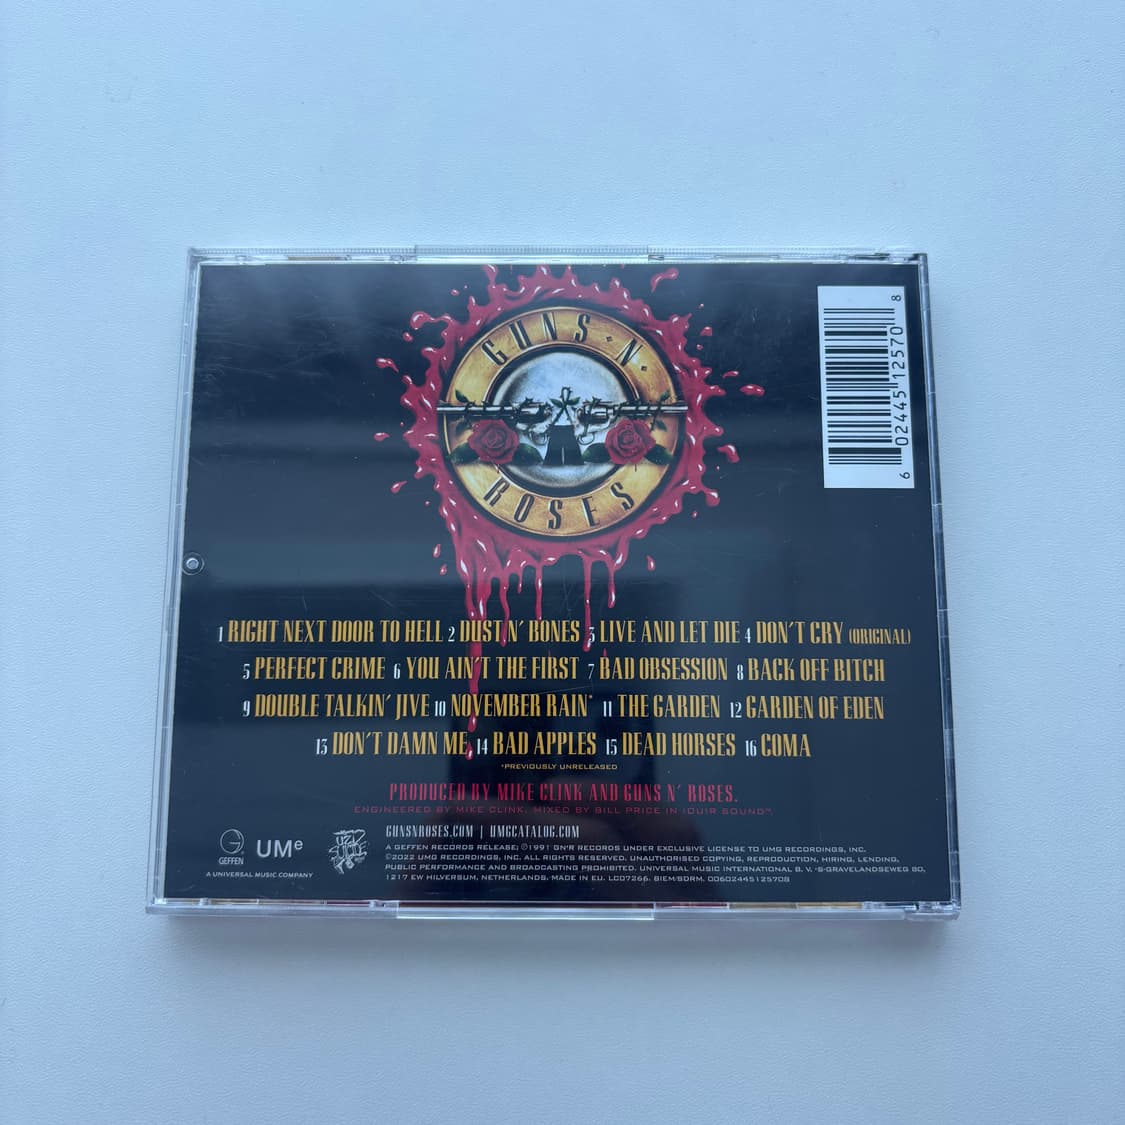 GUNS N' ROSES
6 02445 12570 8
1 RIGHT NEXT DOOR TO HELL 2 DUST N' BONES 3 LIVE AND LET DIE 4 DON'T CRY (ORIGINAL)
5 PERFECT CRIME 6 YOU AIN'T THE FIRST 7 BAD OBSESSION 8 BACK OFF BITCH
9 DOUBLE TALKIN' JIVE 10 NOVEMBER RAIN* 11 THE GARDEN 12 GARDEN OF EDEN
13 DON'T DAMN ME 14 BAD APPLES 15 DEAD HORSES 16 COMA
*PREVIOUSLY UNRELEASED
PRODUCED BY MIKE CLINK AND GUNS N' ROSES.
ENGINEERED BY MIKE CLINK. MIXED BY BILL PRICE IN (OU)R SOUND™.
GUNSNROSES.COM | UMGCATALOG.COM
GEFFEN
UMe
A UNIVERSAL MUSIC COMPANY
A GEFFEN RECORDS RELEASE; ℗1991 GN'R RECORDS UNDER EXCLUSIVE LICENSE TO UMG RECORDINGS, INC.
©2022 UMG RECORDINGS, INC. ALL RIGHTS RESERVED. UNAUTHORISED COPYING, REPRODUCTION, HIRING, LENDING,
PUBLIC PERFORMANCE AND BROADCASTING PROHIBITED. UNIVERSAL MUSIC INTERNATIONAL B. V. 'S-GRAVELANDSEWEG 80,
1217 EW HILVERSUM, NETHERLANDS. MADE IN EU. LC07266. BIEM/SDRM. 00602445125708